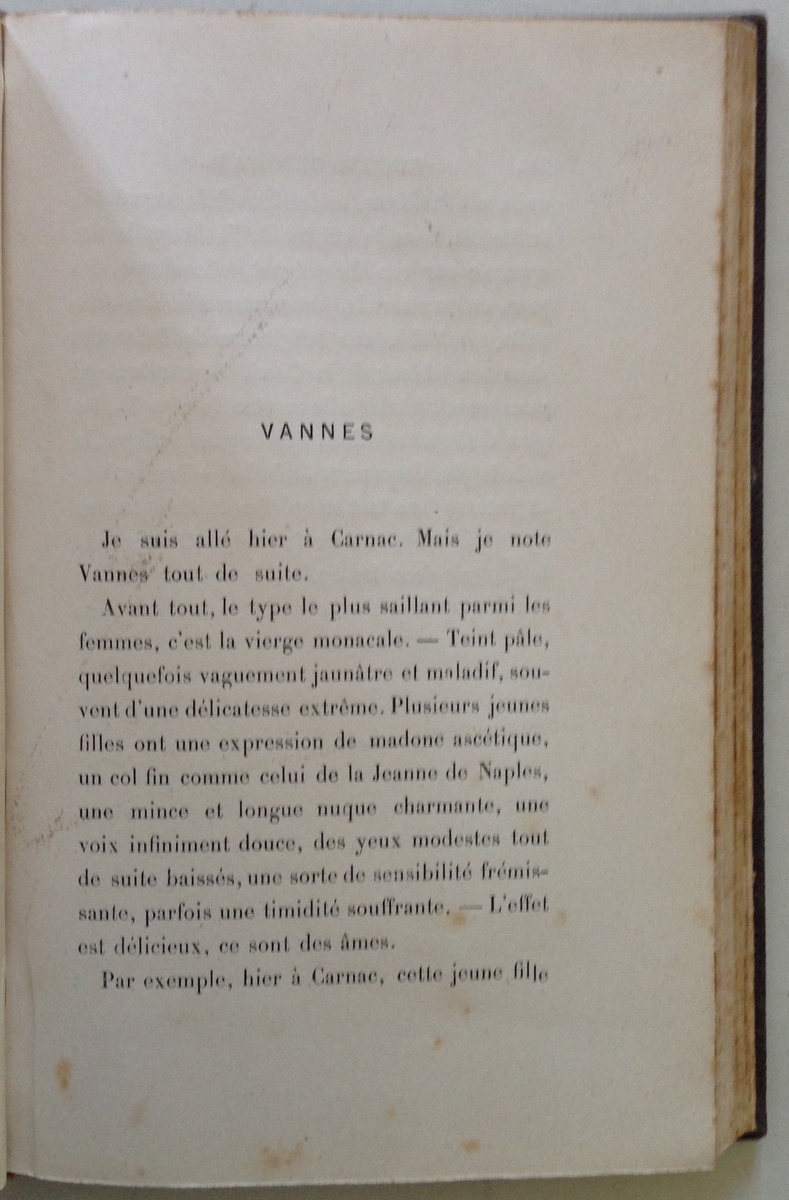 VANNES
Je suis allé hier à Carnac. Mais je note
Vannes tout de suite.
Avant tout, le type le plus saillant parmi les
femmes, c'est la vierge monacale. — Teint pâle,
quelquefois vaguement jaunâtre et maladif, sou-
vent d'une délicatesse extrême. Plusieurs jeunes
filles ont une expression de madone ascétique,
un col fin comme celui de la Jeanne de Naples,
une mince et longue nuque charmante, une
voix infiniment douce, des yeux modestes tout
de suite baissés, une sorte de sensibilité frémis-
sante, parfois une timidité souffrante. — L'effet
est délicieux, ce sont des âmes.
Par exemple, hier à Carnac, cette jeune fille